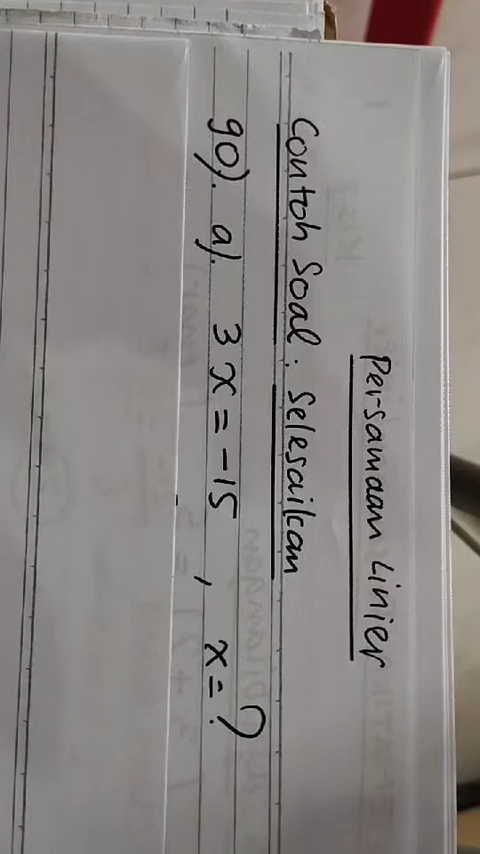 Persamaan Linier
Contoh Soal : Selesaikan
90). a). 3x = -15 , x = ?